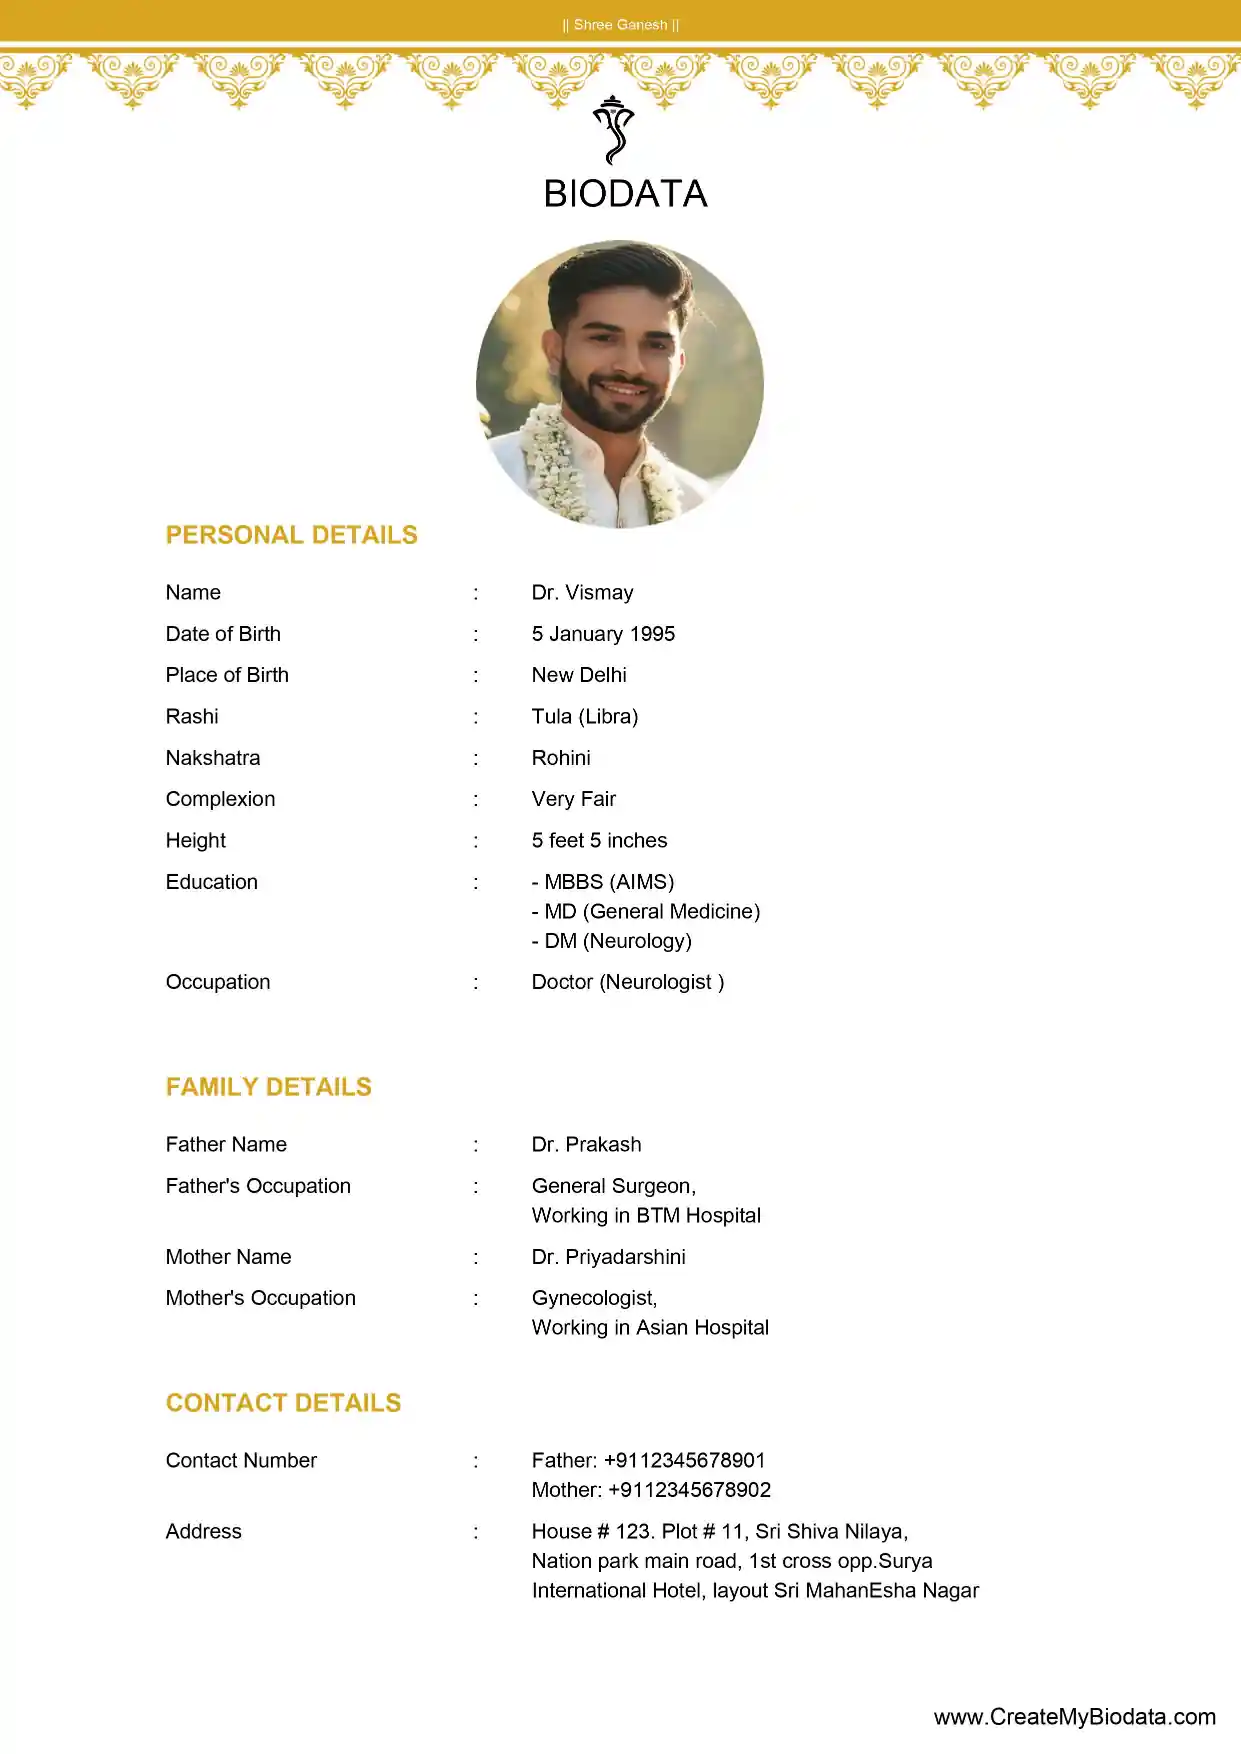 || Shree Ganesh ||
BIODATA
PERSONAL DETAILS
Name : Dr. Vismay
Date of Birth : 5 January 1995
Place of Birth : New Delhi
Rashi : Tula (Libra)
Nakshatra : Rohini
Complexion : Very Fair
Height : 5 feet 5 inches
Education : - MBBS (AIMS)
- MD (General Medicine)
- DM (Neurology)
Occupation : Doctor (Neurologist )
FAMILY DETAILS
Father Name : Dr. Prakash
Father's Occupation : General Surgeon,
Working in BTM Hospital
Mother Name : Dr. Priyadarshini
Mother's Occupation : Gynecologist,
Working in Asian Hospital
CONTACT DETAILS
Contact Number : Father: +9112345678901
Mother: +9112345678902
Address : House # 123. Plot # 11, Sri Shiva Nilaya,
Nation park main road, 1st cross opp.Surya
International Hotel, layout Sri MahanEsha Nagar
www.CreateMyBiodata.com